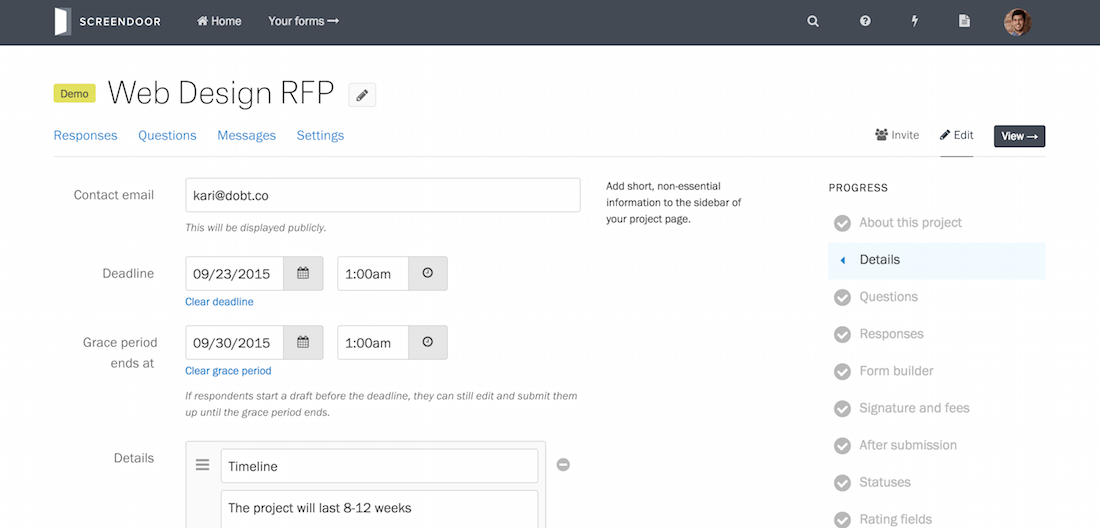 SCREENDOOR Home Your forms →
Demo Web Design RFP
Responses Questions Messages Settings Invite Edit View →
Contact email
kari@dobt.co
This will be displayed publicly.
Add short, non-essential
information to the sidebar of
your project page.
Deadline
09/23/2015 1:00am
Clear deadline
Grace period
ends at
09/30/2015 1:00am
Clear grace period
If respondents start a draft before the deadline, they can still edit and submit them
up until the grace period ends.
Details
Timeline
The project will last 8-12 weeks
PROGRESS
About this project
Details
Questions
Responses
Form builder
Signature and fees
After submission
Statuses
Rating fields